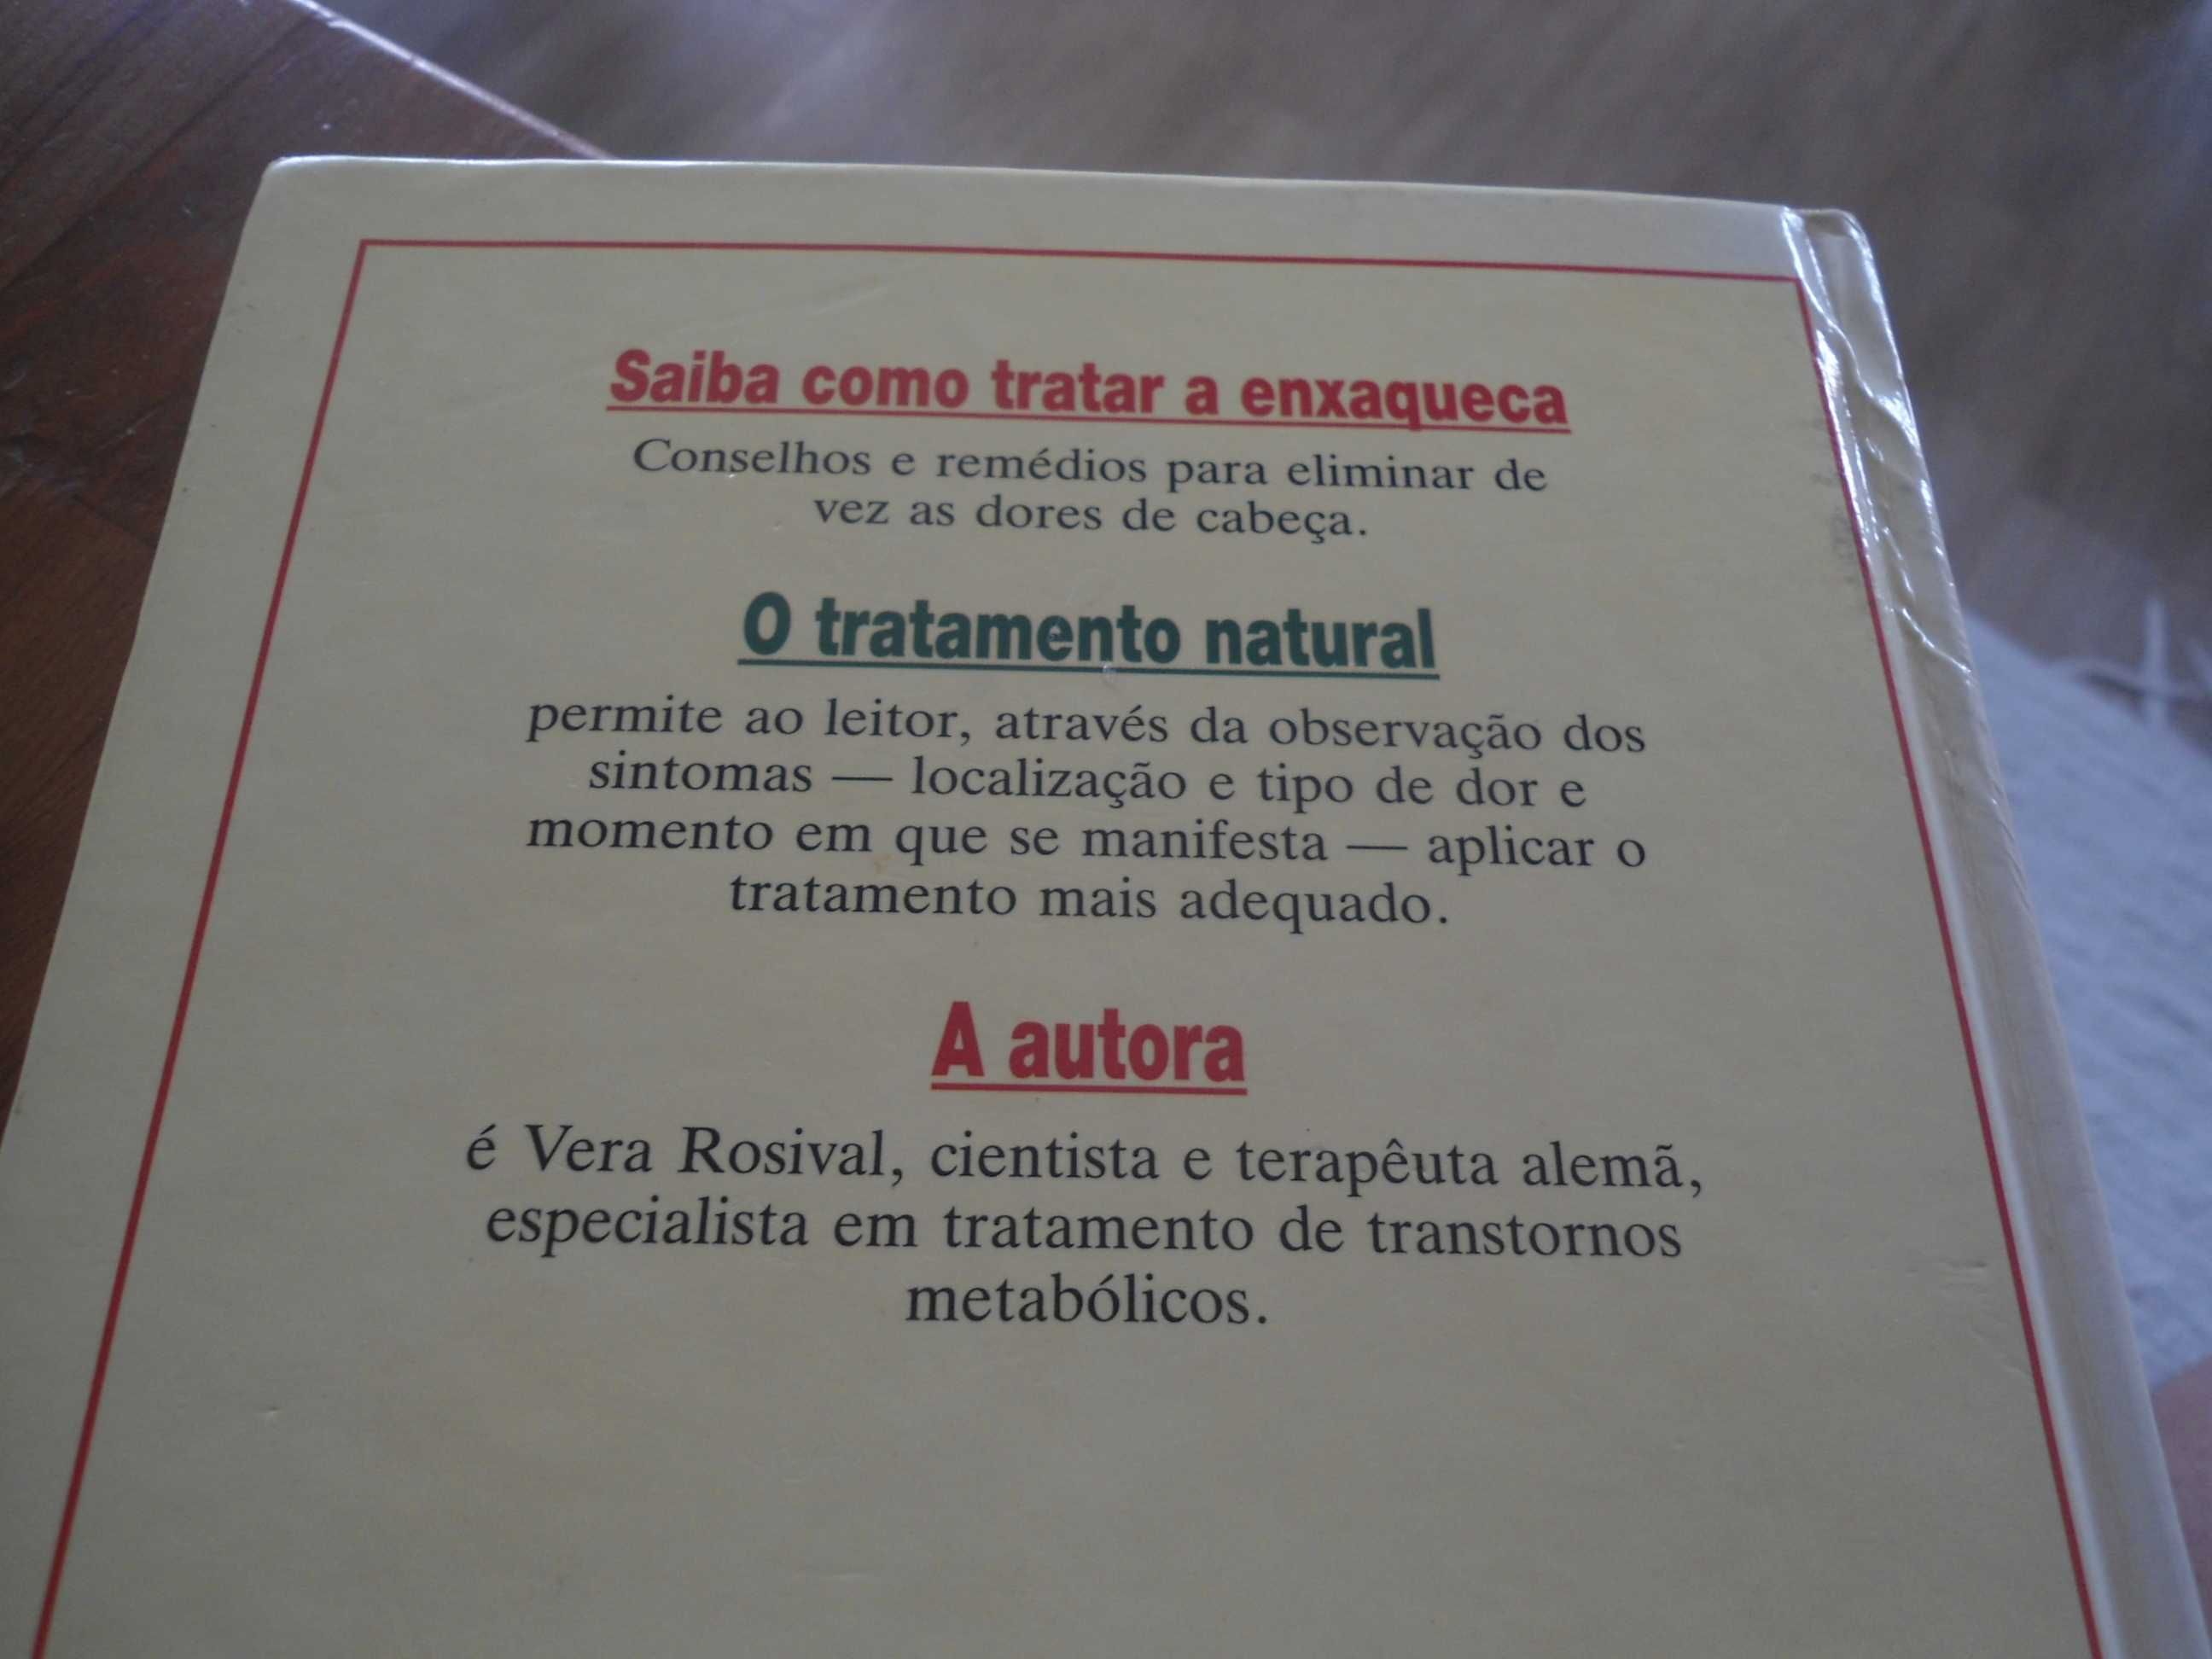 Saiba como tratar a enxaqueca
Conselhos e remédios para eliminar de
vez as dores de cabeça.
O tratamento natural
permite ao leitor, através da observação dos
sintomas — localização e tipo de dor e
momento em que se manifesta — aplicar o
tratamento mais adequado.
A autora
é Vera Rosival, cientista e terapêuta alemã,
especialista em tratamento de transtornos
metabólicos.